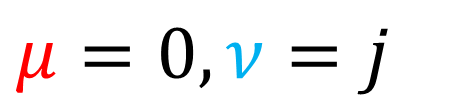 μ = 0, ν = j